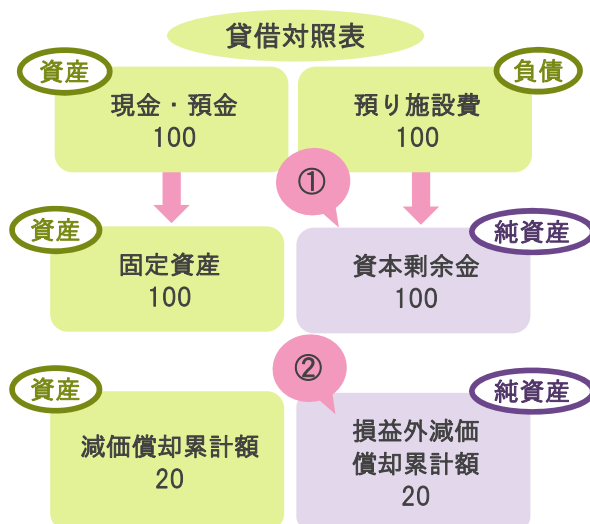 貸借対照表
資産
負債
現金・預金
100
預り施設費
100
①
資産
純資産
固定資産
100
資本剰余金
100
②
資産
純資産
減価償却累計額
20
損益外減価
償却累計額
20